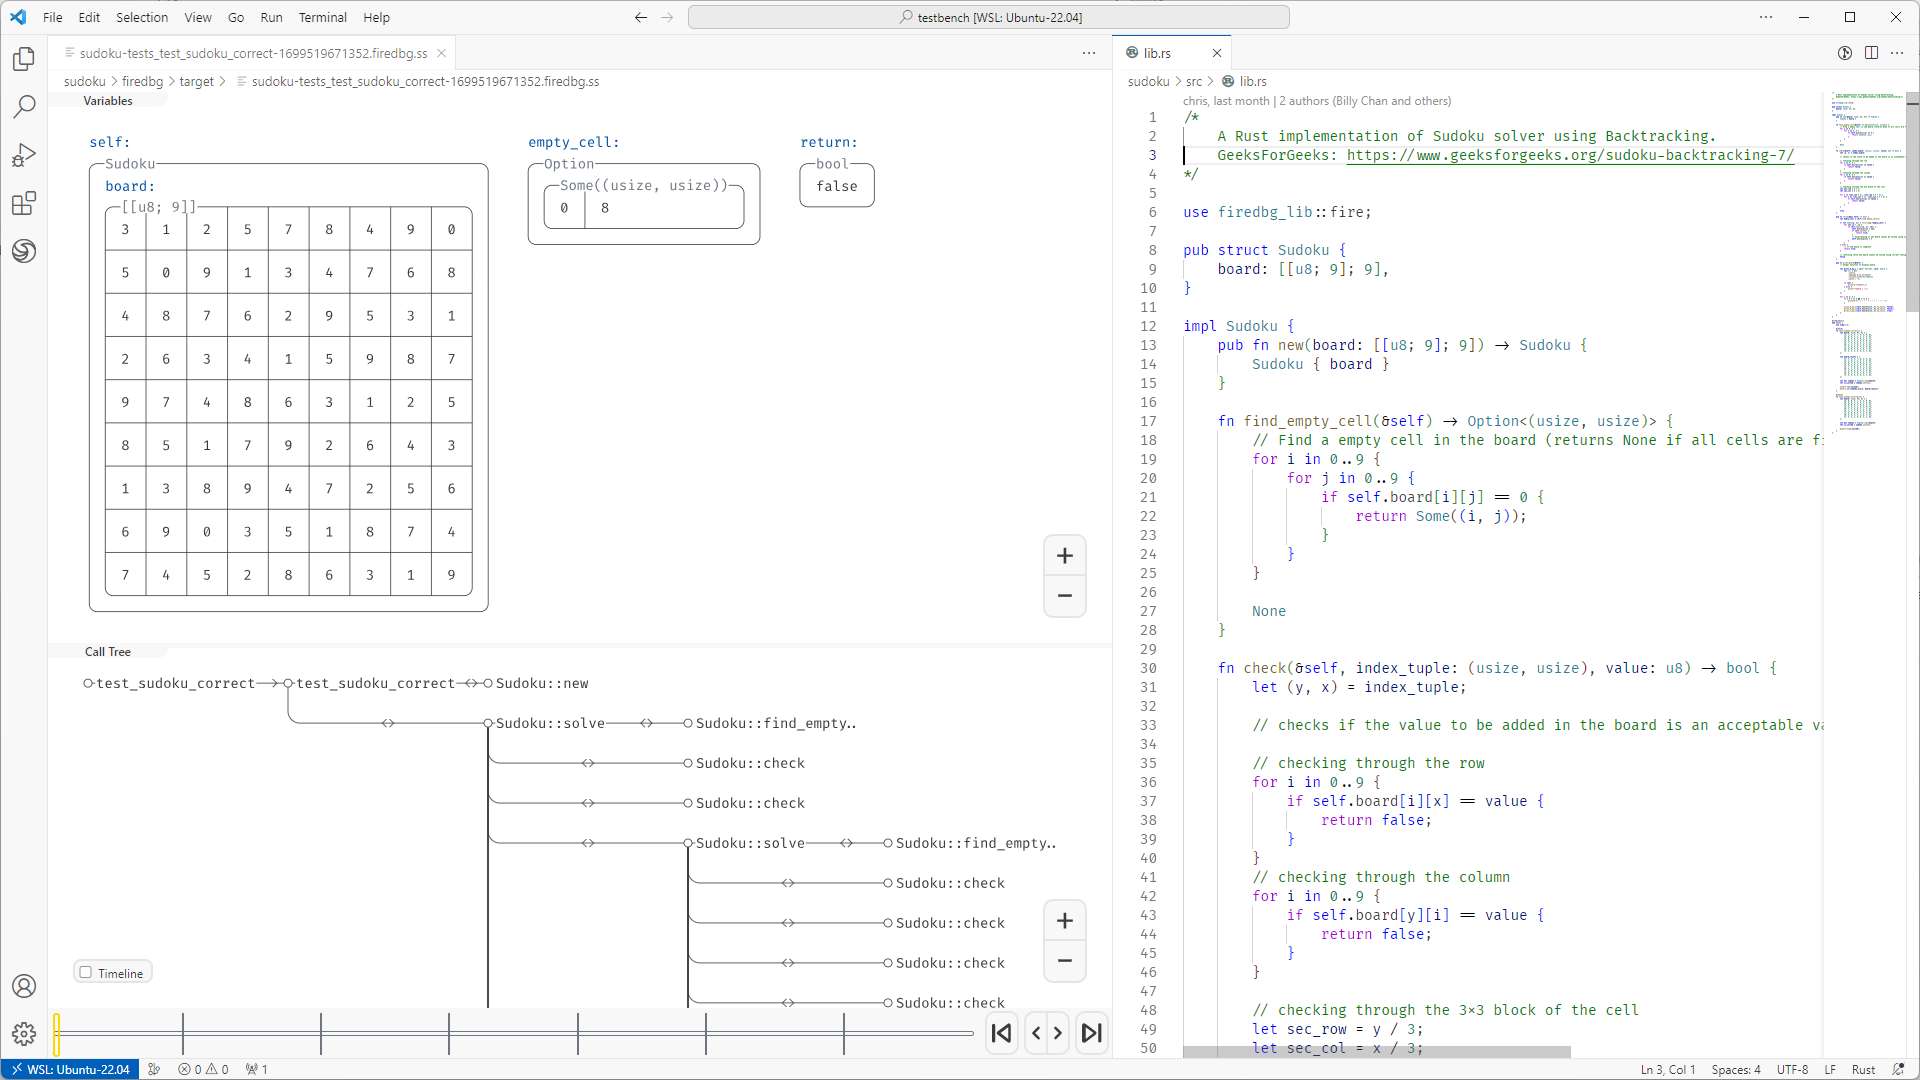 File Edit Selection View Go Run Terminal Help
testbench [WSL: Ubuntu-22.04]
sudoku-tests_test_sudoku_correct-1699519671352.firedbg.ss
sudoku > firedbg > target > sudoku-tests_test_sudoku_correct-1699519671352.firedbg.ss
Variables
self:
Sudoku
board:
[[u8; 9]]
3 1 2 5 7 8 4 9 0
5 0 9 1 3 4 7 6 8
4 8 7 6 2 9 5 3 1
2 6 3 4 1 5 9 8 7
9 7 4 8 6 3 1 2 5
8 5 1 7 9 2 6 4 3
1 3 8 9 4 7 2 5 6
6 9 0 3 5 1 8 7 4
7 4 5 2 8 6 3 1 9
empty_cell:
Option
Some((usize, usize))
0 8
return:
bool
false
+
−
Call Tree
test_sudoku_correct test_sudoku_correct Sudoku::new
Sudoku::solve Sudoku::find_empty..
Sudoku::check
Sudoku::check
Sudoku::solve Sudoku::find_empty..
Sudoku::check
Sudoku::check
Sudoku::check
Sudoku::check
+
−
Timeline
lib.rs
sudoku > src > lib.rs
chris, last month | 2 authors (Billy Chan and others)
1 /*
2 A Rust implementation of Sudoku solver using Backtracking.
3 GeeksForGeeks: https://www.geeksforgeeks.org/sudoku-backtracking-7/
4 */
5
6 use firedbg_lib::fire;
7
8 pub struct Sudoku {
9 board: [[u8; 9]; 9],
10 }
11
12 impl Sudoku {
13 pub fn new(board: [[u8; 9]; 9]) -> Sudoku {
14 Sudoku { board }
15 }
16
17 fn find_empty_cell(&self) -> Option<(usize, usize)> {
18 // Find a empty cell in the board (returns None if all cells are fi
19 for i in 0..9 {
20 for j in 0..9 {
21 if self.board[i][j] == 0 {
22 return Some((i, j));
23 }
24 }
25 }
26
27 None
28 }
29
30 fn check(&self, index_tuple: (usize, usize), value: u8) -> bool {
31 let (y, x) = index_tuple;
32
33 // checks if the value to be added in the board is an acceptable va
34
35 // checking through the row
36 for i in 0..9 {
37 if self.board[i][x] == value {
38 return false;
39 }
40 }
41 // checking through the column
42 for i in 0..9 {
43 if self.board[y][i] == value {
44 return false;
45 }
46 }
47
48 // checking through the 3×3 block of the cell
49 let sec_row = y / 3;
50 let sec_col = x / 3;
WSL: Ubuntu-22.04 0 0 1
Ln 3, Col 1 Spaces: 4 UTF-8 LF Rust